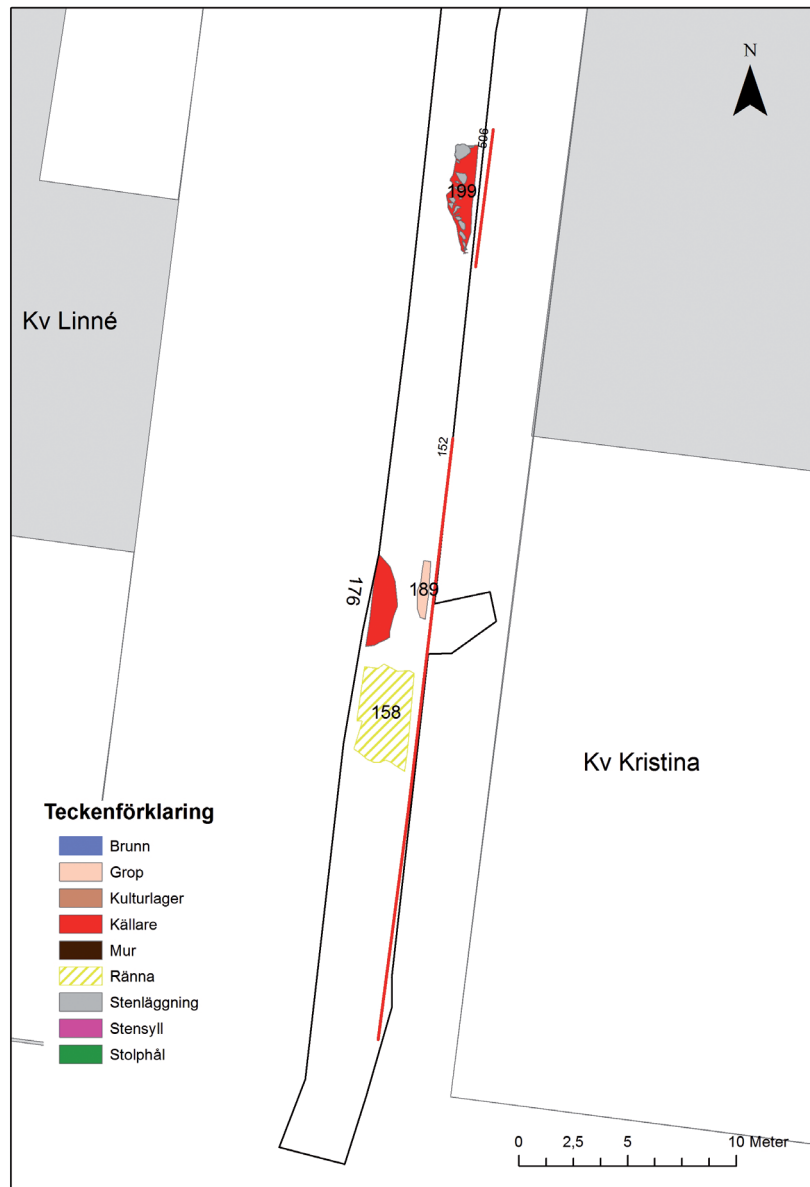 N
596
199
Kv Linné
152
176
189
158
Kv Kristina
Teckenförklaring
Brunn
Grop
Kulturlager
Källare
Mur
Ränna
Stenläggning
Stensyll
Stolphål
0 2,5 5 10 Meter